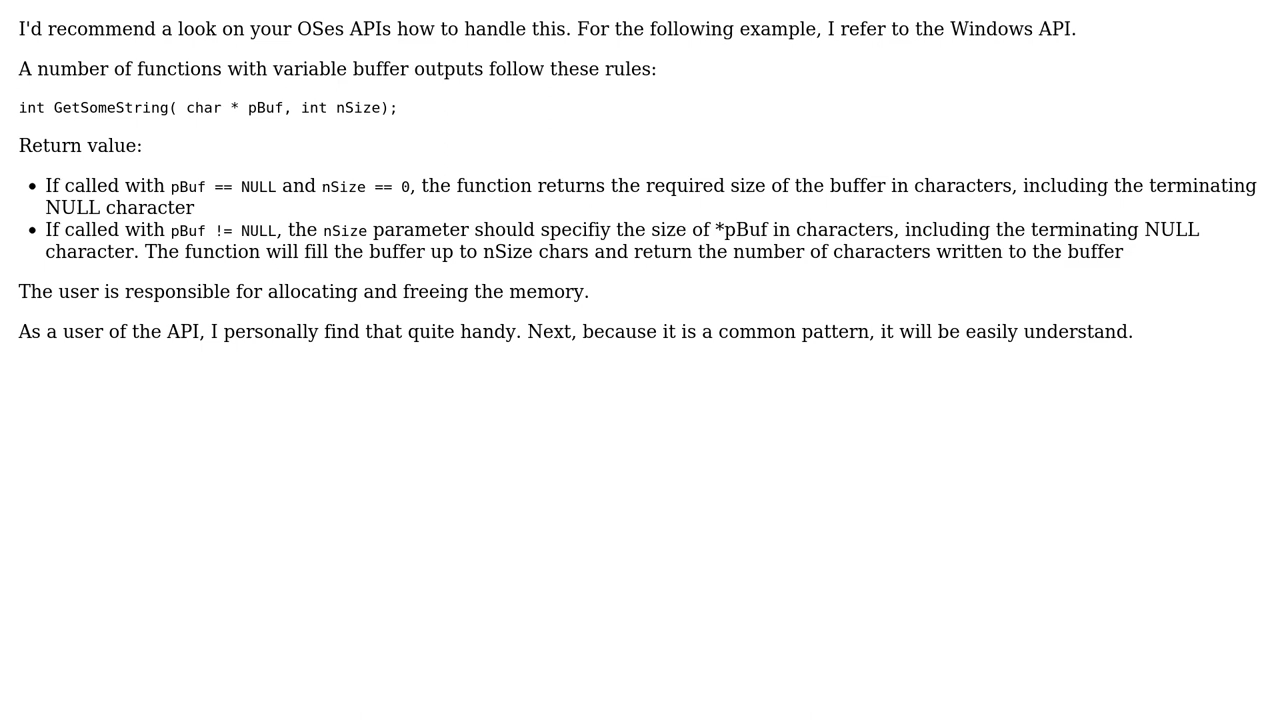 I'd recommend a look on your OSes APIs how to handle this. For the following example, I refer to the Windows API.
A number of functions with variable buffer outputs follow these rules:
int GetSomeString( char * pBuf, int nSize);
Return value:
• If called with pBuf == NULL and nSize == 0, the function returns the required size of the buffer in characters, including the terminating
NULL character
• If called with pBuf != NULL, the nSize parameter should specifiy the size of *pBuf in characters, including the terminating NULL
character. The function will fill the buffer up to nSize chars and return the number of characters written to the buffer
The user is responsible for allocating and freeing the memory.
As a user of the API, I personally find that quite handy. Next, because it is a common pattern, it will be easily understand.